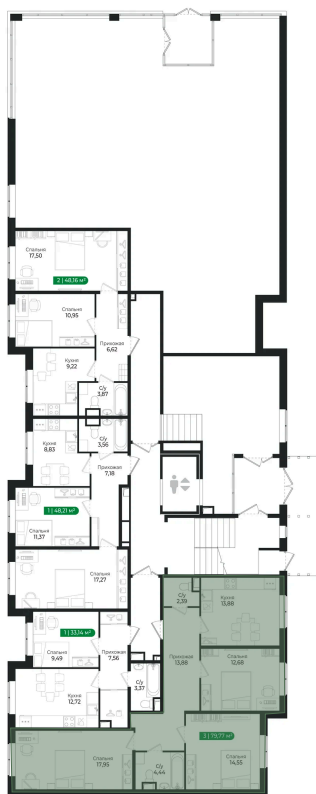 Спальня
17,50
2 | 48,16 м²
Спальня
10,95
Прихожая
6,62
Кухня
9,22
С/у
3,87
С/у
3,56
Кухня
8,83
Прихожая
7,18
1 | 48,21 м²
Спальня
11,37
Спальня
17,27
С/у
2,39
Кухня
13,88
1 | 33,14 м²
Спальня
9,49
Прихожая
7,56
Прихожая
13,88
Спальня
12,68
С/у
3,37
Кухня
12,72
3 | 79,77 м²
Спальня
17,95
С/у
4,44
Спальня
14,55